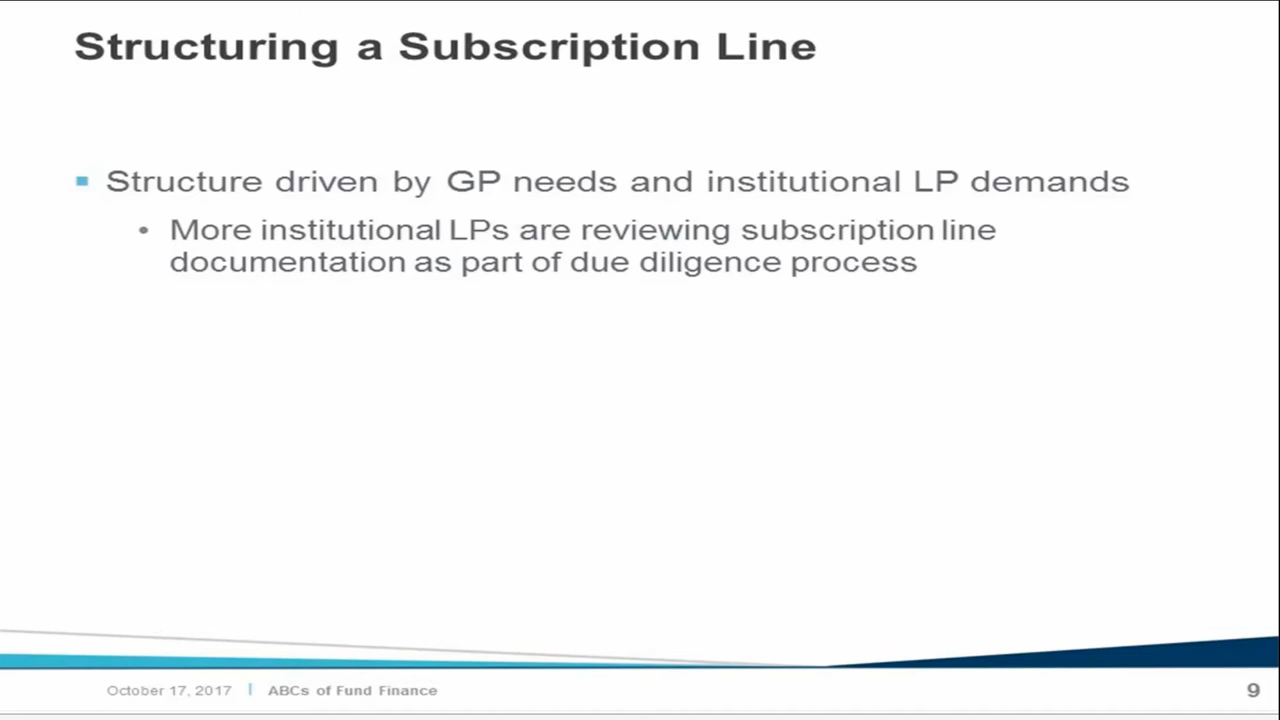 Structuring a Subscription Line
Structure driven by GP needs and institutional LP demands
More institutional LPs are reviewing subscription line
documentation as part of due diligence process
October 17, 2017 | ABCs of Fund Finance
9